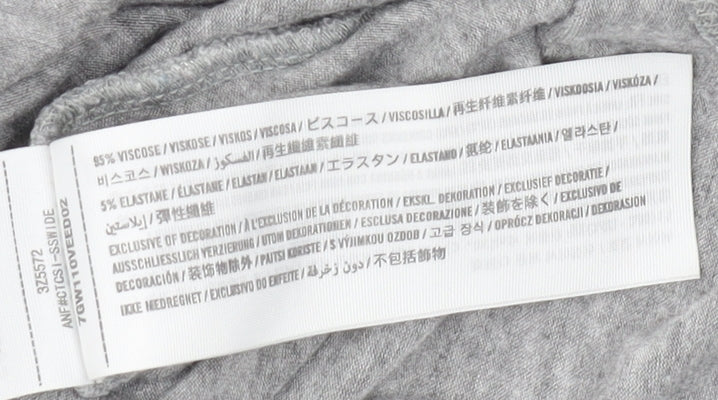 95% VISCOSE / VISKOSE / VISKOS / VISCOSA / ビスコース / VISCOSILLA / 再生纤维素纤维 / VISKOOSIA / VISKÓZA /
비스코스 / WISKOZA / الفسكوز / 再生纖維素纖維
5% ELASTANE / ÉLASTANE / ELASTAN / ELASTAAN / エラスタン / ELASTANO / 氨纶 / ELASTAANIA / 엘라스탄 /
إيلاستين / 彈性纖維
EXCLUSIVE OF DECORATION / À L'EXCLUSION DE LA DÉCORATION / EKSKL. DEKORATION / EXCLUSIEF DECORATIE /
AUSSCHLIESSLICH VERZIERUNG / UTOM DEKORATIONEN / ESCLUSA DECORAZIONE / 装飾を除く / EXCLUSIVO DE
DECORACIÓN / 装饰物除外 / PAITSI KORISTE / S VÝJIMKOU OZDOB / 고급 장식 / OPRÓCZ DEKORACJI / DEKORASJON
IKKE MEDREGNET / EXCLUSIVO DO ENFEITE / دون زخرفة / 不包括飾物
3Z5572
ANF#CTCSI-SSWIDE
7GW110VEED02